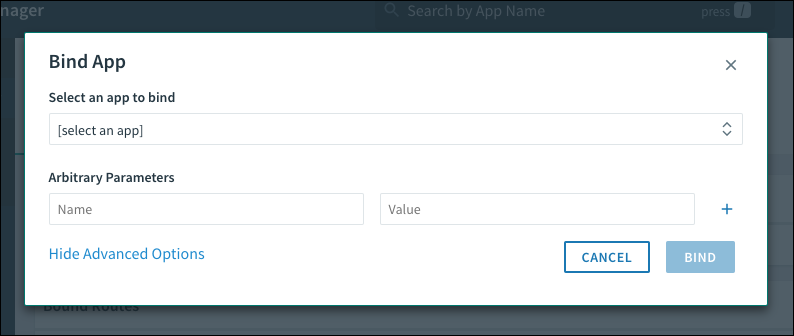 nager
Search by App Name
press /
Bind App
Select an app to bind
[select an app]
Arbitrary Parameters
Name Value
Hide Advanced Options CANCEL BIND
Bound Routes